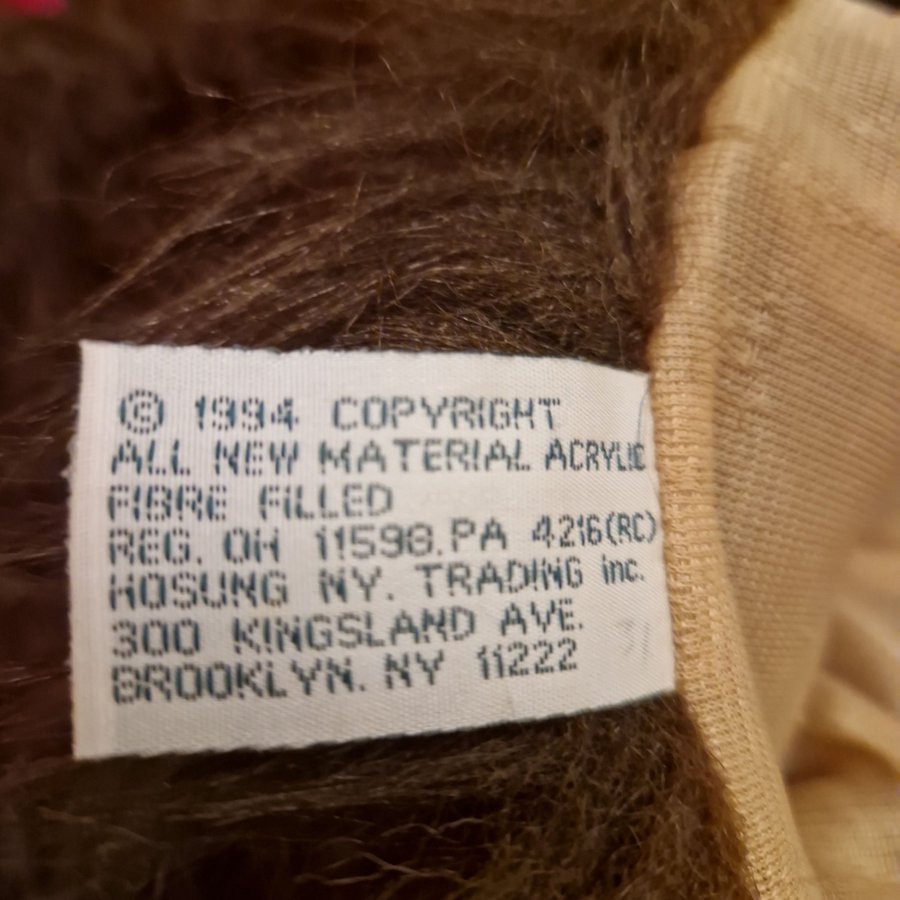 © 1994 COPYRIGHT
ALL NEW MATERIAL ACRYLIC
FIBRE FILLED
REG. OH 11598.PA 4216(RC)
HOSUNG NY. TRADING inc.
300 KINGSLAND AVE.
BROOKLYN. NY 11222